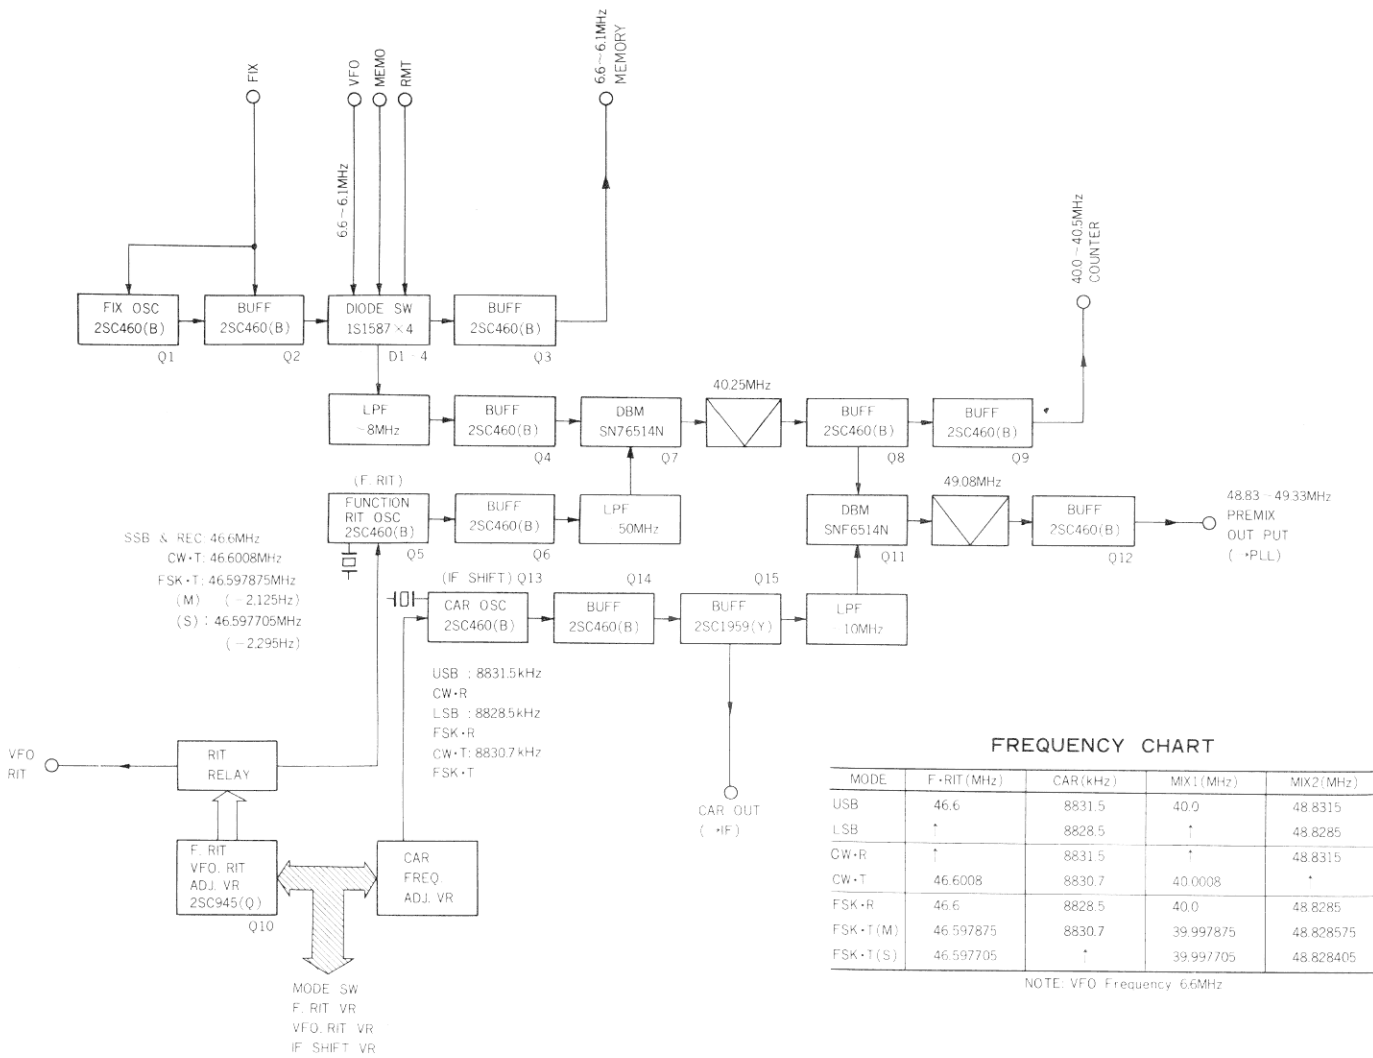 FIX
VFO
MEMO
RMT
6.6~6.1MHz
MEMORY
6.6~6.1MHz
40.0~40.5MHz
COUNTER
FIX OSC
2SC460(B)
Q1
BUFF
2SC460(B)
Q2
DIODE SW
1S1587×4
D1-4
BUFF
2SC460(B)
Q3
LPF
~8MHz
BUFF
2SC460(B)
Q4
DBM
SN76514N
Q7
40.25MHz
BUFF
2SC460(B)
Q8
BUFF
2SC460(B)
Q9
(F. RIT)
FUNCTION
RIT OSC
2SC460(B)
Q5
BUFF
2SC460(B)
Q6
LPF
50MHz
DBM
SNF6514N
Q11
49.08MHz
BUFF
2SC460(B)
Q12
48.83~49.33MHz
PREMIX
OUT PUT
(→PLL)
SSB & REC: 46.6MHz
CW•T: 46.6008MHz
FSK•T: 46.597875MHz
(M) (-2.125Hz)
(S): 46.597705MHz
(-2.295Hz)
(IF SHIFT) Q13
CAR OSC
2SC460(B)
Q14
BUFF
2SC460(B)
Q15
BUFF
2SC1959(Y)
LPF
~10MHz
USB : 8831.5kHz
CW•R
LSB : 8828.5kHz
FSK•R
CW•T: 8830.7kHz
FSK•T
VFO
RIT
RIT
RELAY
F. RIT
VFO. RIT
ADJ. VR
2SC945(Q)
Q10
CAR
FREQ.
ADJ. VR
MODE SW
F. RIT VR
VFO. RIT VR
IF SHIFT VR
CAR OUT
(→IF)
FREQUENCY CHART
MODE F•RIT(MHz) CAR(kHz) MIX1(MHz) MIX2(MHz)
USB 46.6 8831.5 40.0 48.8315
LSB ↑ 8828.5 ↑ 48.8285
CW•R ↑ 8831.5 ↑ 48.8315
CW•T 46.6008 8830.7 40.0008 ↑
FSK•R 46.6 8828.5 40.0 48.8285
FSK•T(M) 46.597875 8830.7 39.997875 48.828575
FSK•T(S) 46.597705 ↑ 39.997705 48.828405
NOTE: VFO Frequency 6.6MHz